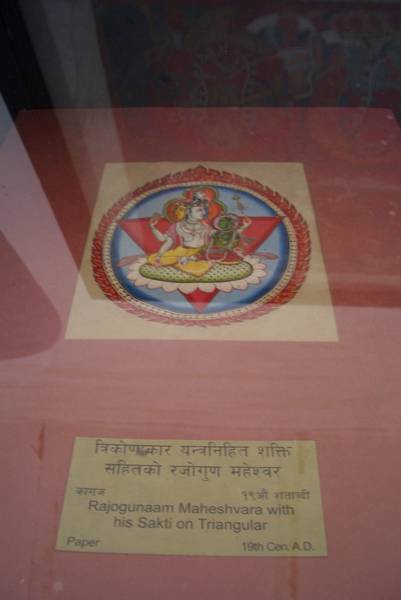 त्रिकोणाकार यन्त्रनिहित शक्ति
सहितको रजोगुण महेश्वर
कागज १९औ शताब्दी
Rajogunaam Maheshvara with
his Sakti on Triangular
Paper 19th Cen. A.D.